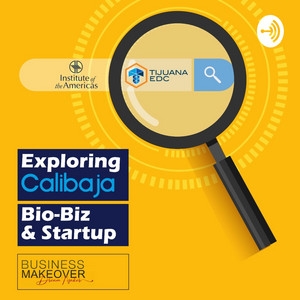 Institute of
the Americas
TIJUANA
EDC
Exploring
Calibaja
Bio-Biz
& Startup
BUSINESS
MAKEOVER